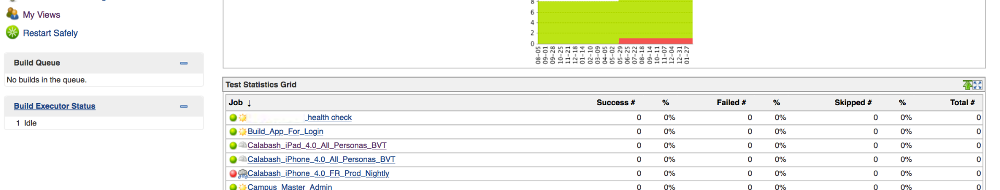 My Views
Restart Safely
Build Queue
No builds in the queue.
Build Executor Status
1 Idle
8
6
4
2
0
08-05
09-01
09-28
10-25
11-21
12-18
01-14
02-10
03-09
04-05
05-02
05-29
06-25
07-22
08-18
09-14
10-11
11-07
12-04
12-31
01-27
Test Statistics Grid
Job ↓ Success # % Failed # % Skipped # % Total #
_health check 0 0% 0 0% 0 0% 0
Build_App_For_Login 0 0% 0 0% 0 0% 0
Calabash_iPad_4.0_All_Personas_BVT 0 0% 0 0% 0 0% 0
Calabash_iPhone_4.0_All_Personas_BVT 0 0% 0 0% 0 0% 0
Calabash_iPhone_4.0_FR_Prod_Nightly 0 0% 0 0% 0 0% 0
Campus_Master_Admin 0 0% 0 0% 0 0% 0